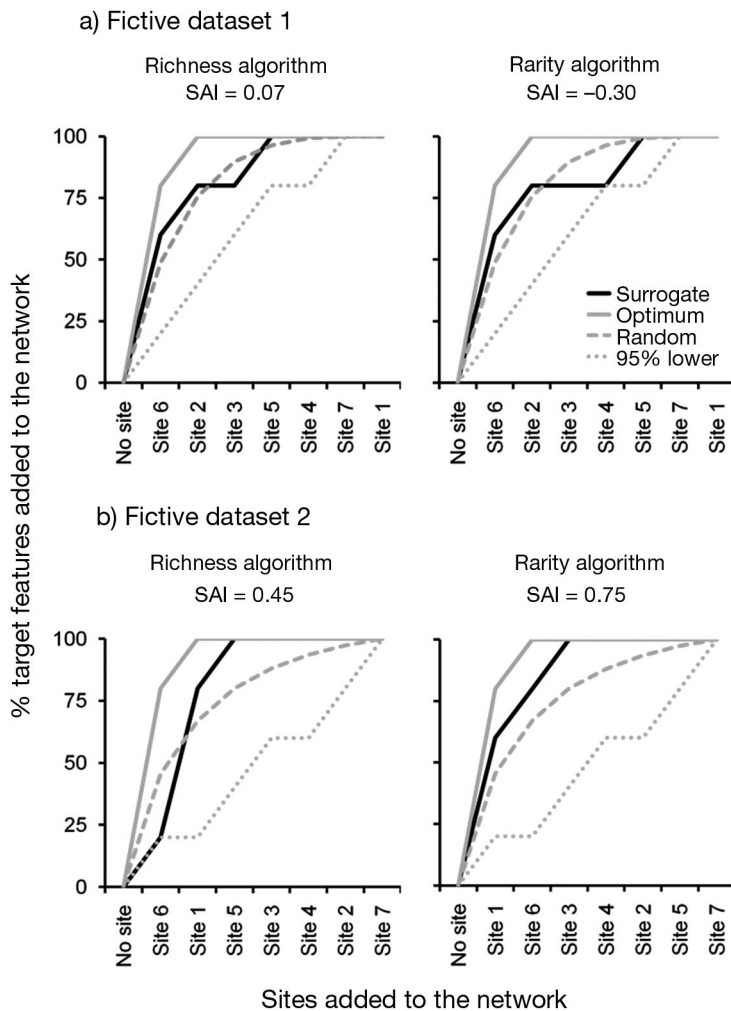 a) Fictive dataset 1
Richness algorithm
SAI = 0.07
Rarity algorithm
SAI = –0.30
100
75
50
25
0
Surrogate
Optimum
Random
95% lower
No site
Site 6
Site 2
Site 3
Site 5
Site 4
Site 7
Site 1
No site
Site 6
Site 2
Site 3
Site 4
Site 5
Site 7
Site 1
% target features added to the network
b) Fictive dataset 2
Richness algorithm
SAI = 0.45
Rarity algorithm
SAI = 0.75
100
75
50
25
0
No site
Site 6
Site 1
Site 5
Site 3
Site 4
Site 2
Site 7
No site
Site 1
Site 6
Site 3
Site 4
Site 2
Site 5
Site 7
Sites added to the network